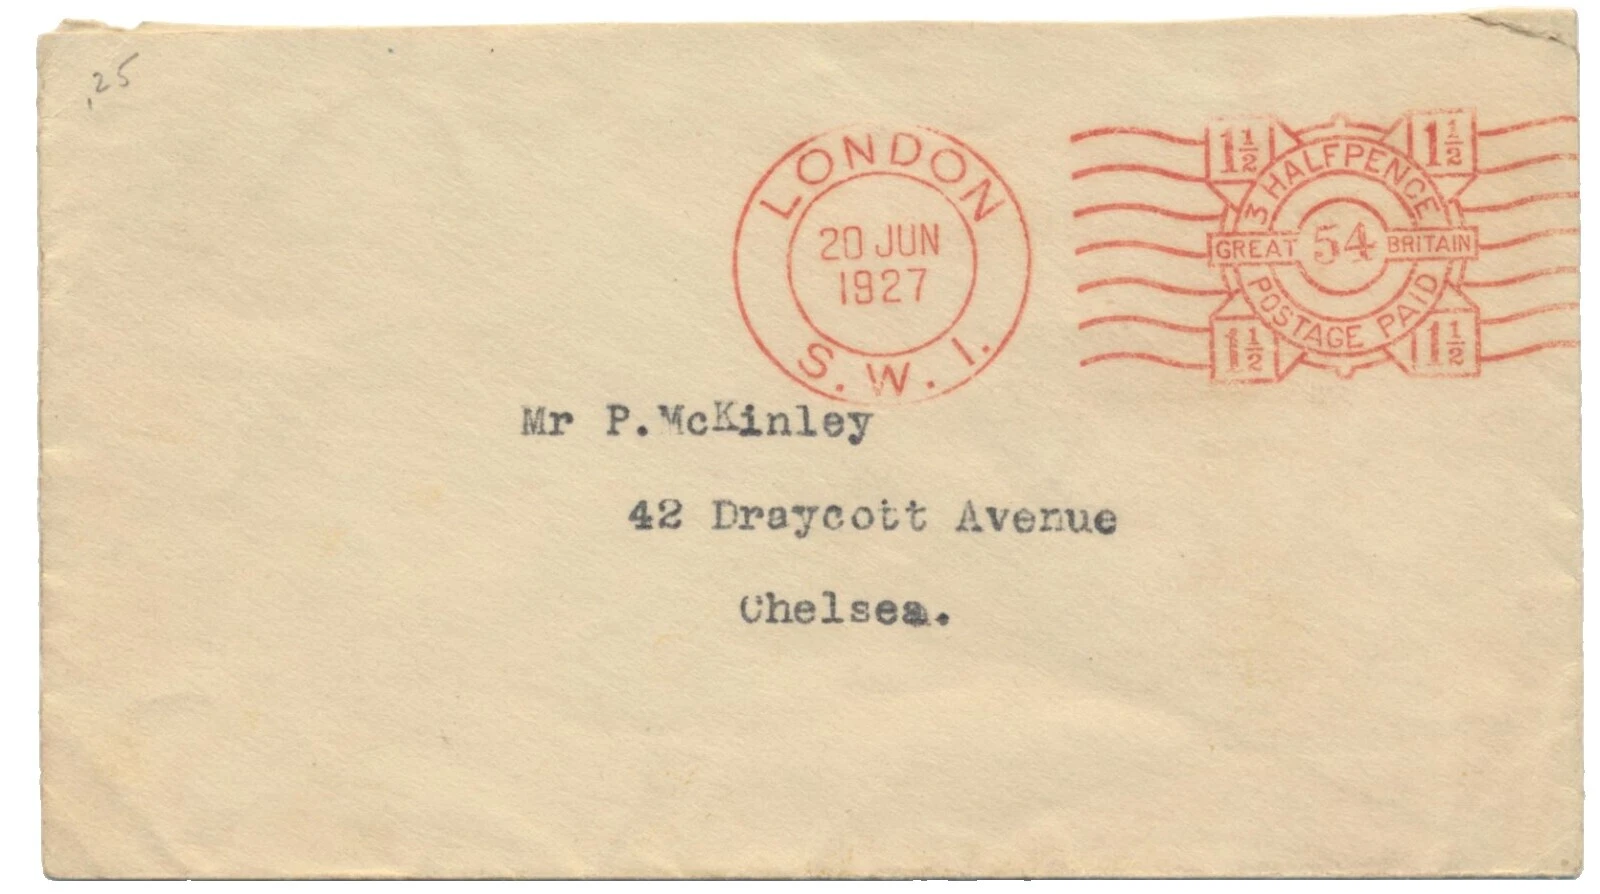 .25
LONDON
20 JUN
1927
S.W.1.
1½ 1½
3 HALFPENCE
GREAT 54 BRITAIN
POSTAGE PAID
1½ 1½
Mr P.McKinley
42 Draycott Avenue
Chelsea.